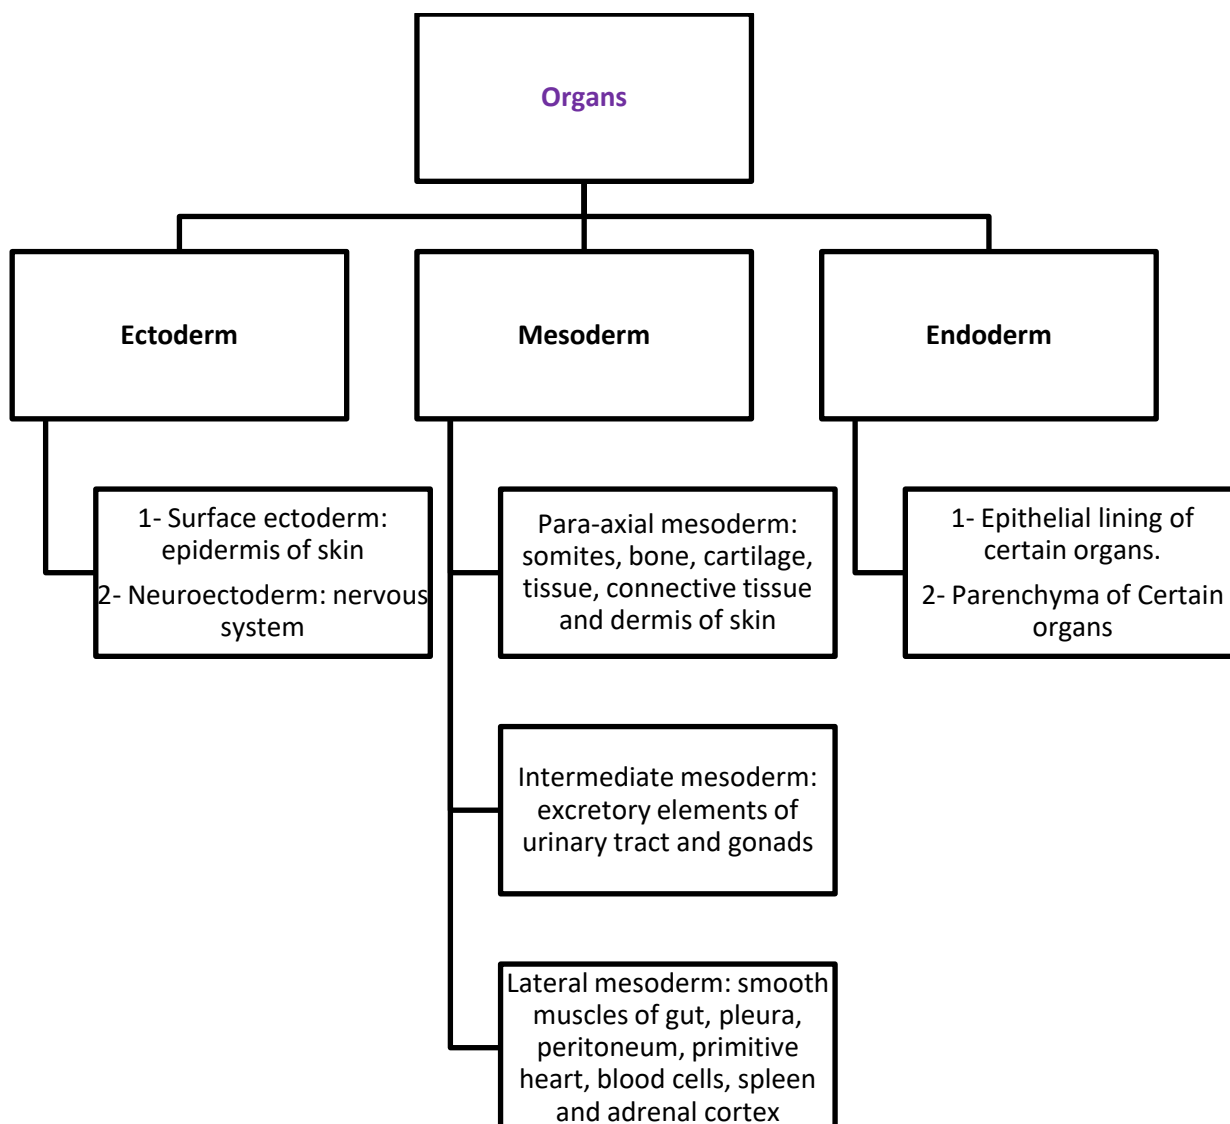 Organs
Ectoderm
Mesoderm
Endoderm
1- Surface ectoderm:
epidermis of skin
2- Neuroectoderm: nervous
system
Para-axial mesoderm:
somites, bone, cartilage,
tissue, connective tissue
and dermis of skin
1- Epithelial lining of
certain organs.
2- Parenchyma of Certain
organs
Intermediate mesoderm:
excretory elements of
urinary tract and gonads
Lateral mesoderm: smooth
muscles of gut, pleura,
peritoneum, primitive
heart, blood cells, spleen
and adrenal cortex